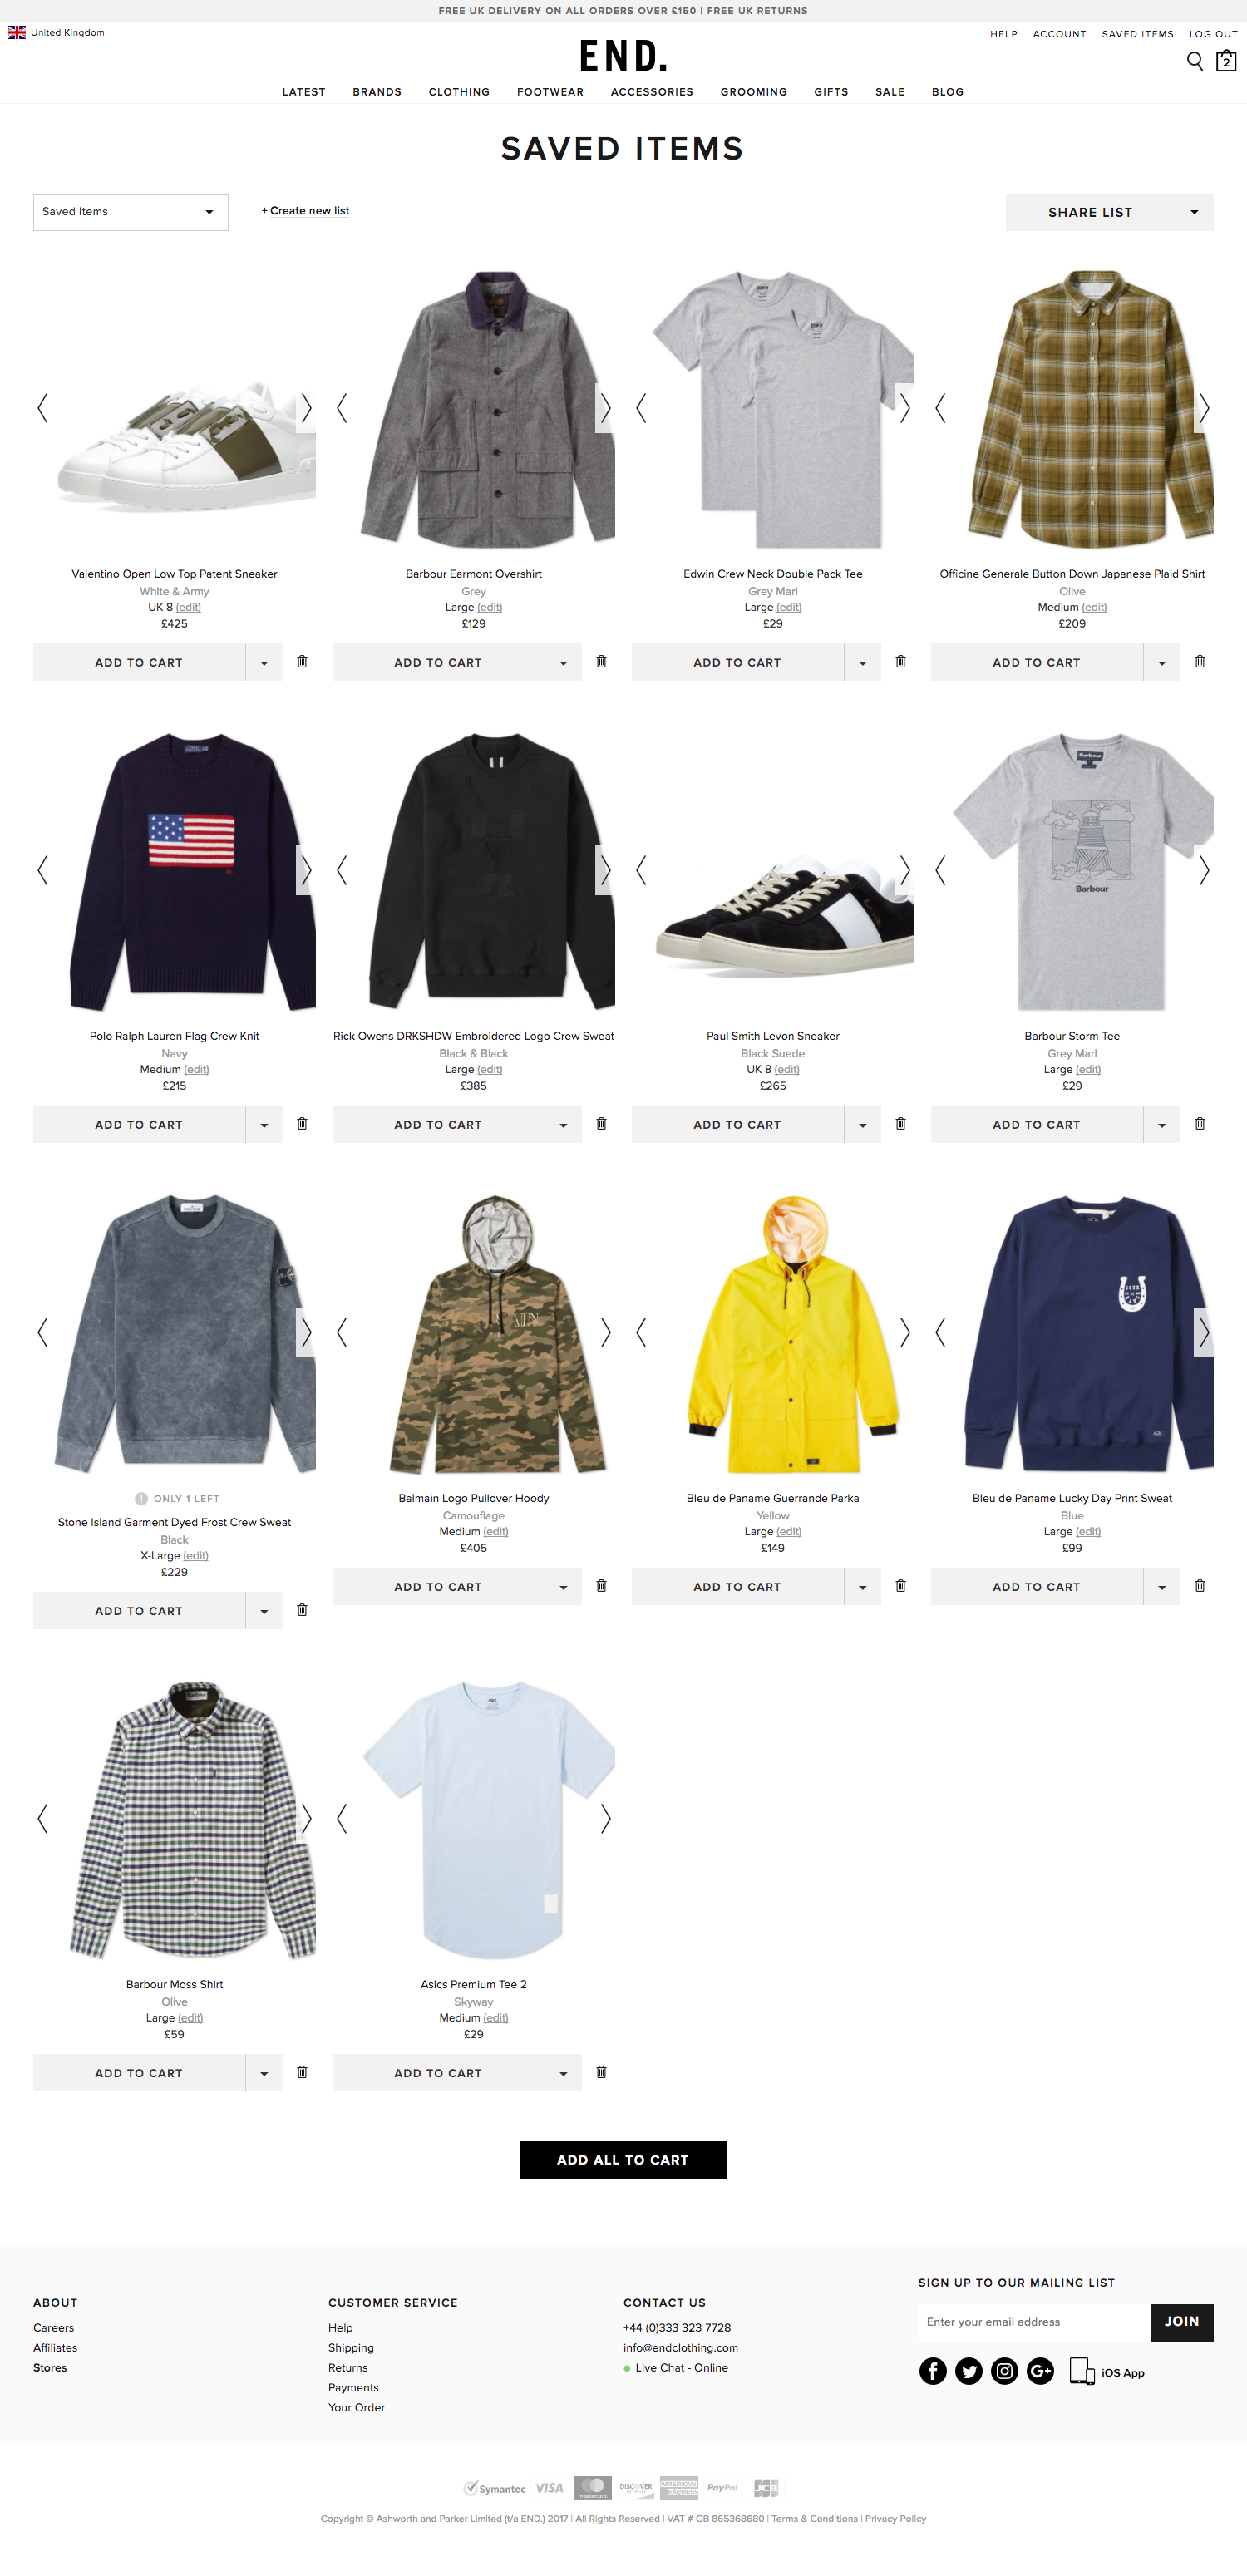 FREE UK DELIVERY ON ALL ORDERS OVER £150 | FREE UK RETURNS
United Kingdom
HELP ACCOUNT SAVED ITEMS LOG OUT
END.
2
LATEST BRANDS CLOTHING FOOTWEAR ACCESSORIES GROOMING GIFTS SALE BLOG
SAVED ITEMS
Saved Items
+ Create new list
SHARE LIST
Valentino Open Low Top Patent Sneaker
White & Army
UK 8 (edit)
£425
ADD TO CART
Barbour Earmont Overshirt
Grey
Large (edit)
£129
ADD TO CART
EDWIN
EDWIN
Edwin Crew Neck Double Pack Tee
Grey Marl
Large (edit)
£29
ADD TO CART
Officine Generale Button Down Japanese Plaid Shirt
Olive
Medium (edit)
£209
ADD TO CART
Polo Ralph Lauren Flag Crew Knit
Navy
Medium (edit)
£215
ADD TO CART
Rick Owens DRKSHDW Embroidered Logo Crew Sweat
Black & Black
Large (edit)
£385
ADD TO CART
Paul Smith Levon Sneaker
Black Suede
UK 8 (edit)
£265
ADD TO CART
Barbour
Barbour
Barbour Storm Tee
Grey Marl
Large (edit)
£29
ADD TO CART
ONLY 1 LEFT
Stone Island Garment Dyed Frost Crew Sweat
Black
X-Large (edit)
£229
ADD TO CART
Balmain Logo Pullover Hoody
Camouflage
Medium (edit)
£405
ADD TO CART
Bleu de Paname Guerrande Parka
Yellow
Large (edit)
£149
ADD TO CART
Bleu de Paname Lucky Day Print Sweat
Blue
Large (edit)
£99
ADD TO CART
Barbour
Barbour Moss Shirt
Olive
Large (edit)
£59
ADD TO CART
Asics Premium Tee 2
Skyway
Medium (edit)
£29
ADD TO CART
ADD ALL TO CART
ABOUT
Careers
Affiliates
Stores
CUSTOMER SERVICE
Help
Shipping
Returns
Payments
Your Order
CONTACT US
+44 (0)333 323 7728
info@endclothing.com
Live Chat - Online
SIGN UP TO OUR MAILING LIST
Enter your email address
JOIN
iOS App
Symantec VISA mastercard DISCOVER AMERICAN EXPRESS PayPal JCB
Copyright © Ashworth and Parker Limited (t/a END.) 2017 | All Rights Reserved | VAT # GB 865368680 | Terms & Conditions | Privacy Policy